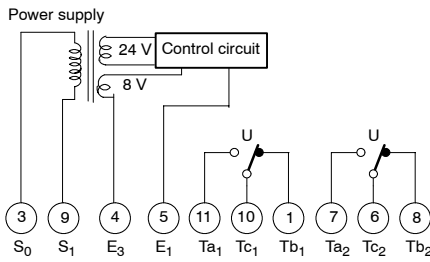 Power supply
24 V
Control circuit
8 V
U
U
3
9
4
5
11
10
1
7
6
8
S0
S1
E3
E1
Ta1
Tc1
Tb1
Ta2
Tc2
Tb2